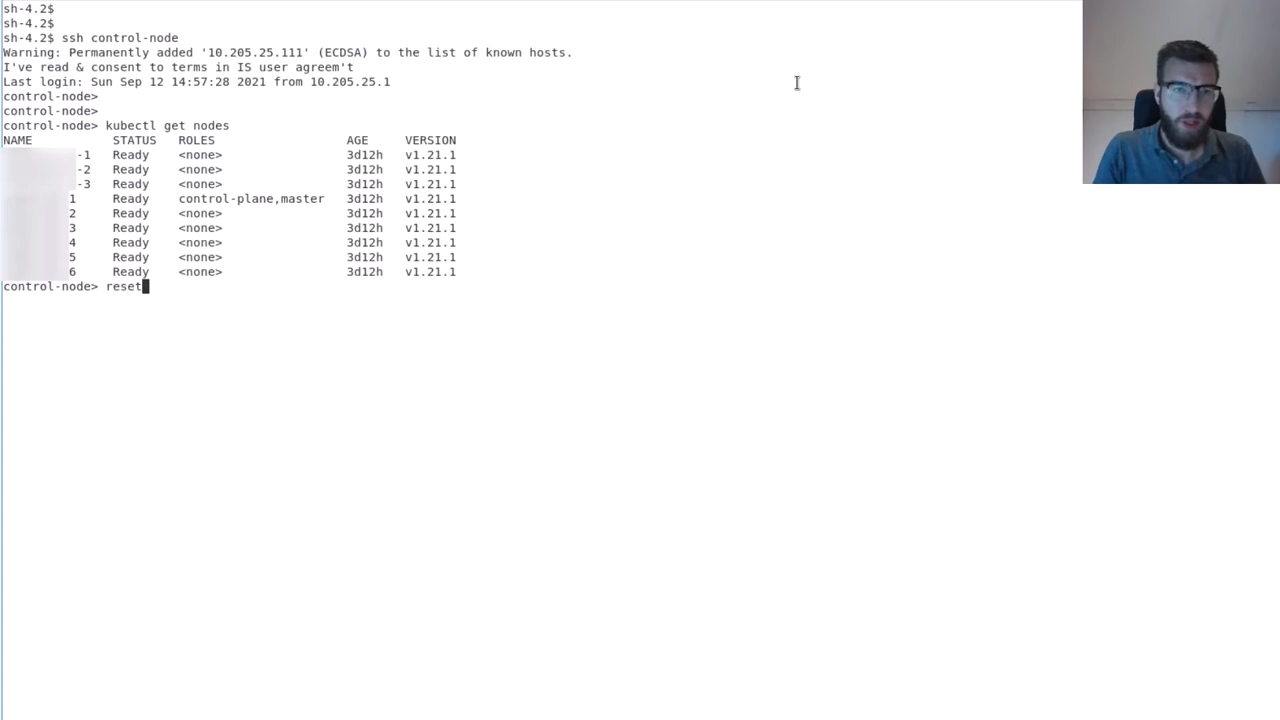 sh-4.2$
sh-4.2$
sh-4.2$ ssh control-node
Warning: Permanently added '10.205.25.111' (ECDSA) to the list of known hosts.
I've read & consent to terms in IS user agreem't
Last login: Sun Sep 12 14:57:28 2021 from 10.205.25.1
control-node>
control-node>
control-node> kubectl get nodes
NAME STATUS ROLES AGE VERSION
-1 Ready <none> 3d12h v1.21.1
-2 Ready <none> 3d12h v1.21.1
-3 Ready <none> 3d12h v1.21.1
1 Ready control-plane,master 3d12h v1.21.1
2 Ready <none> 3d12h v1.21.1
3 Ready <none> 3d12h v1.21.1
4 Ready <none> 3d12h v1.21.1
5 Ready <none> 3d12h v1.21.1
6 Ready <none> 3d12h v1.21.1
control-node> reset